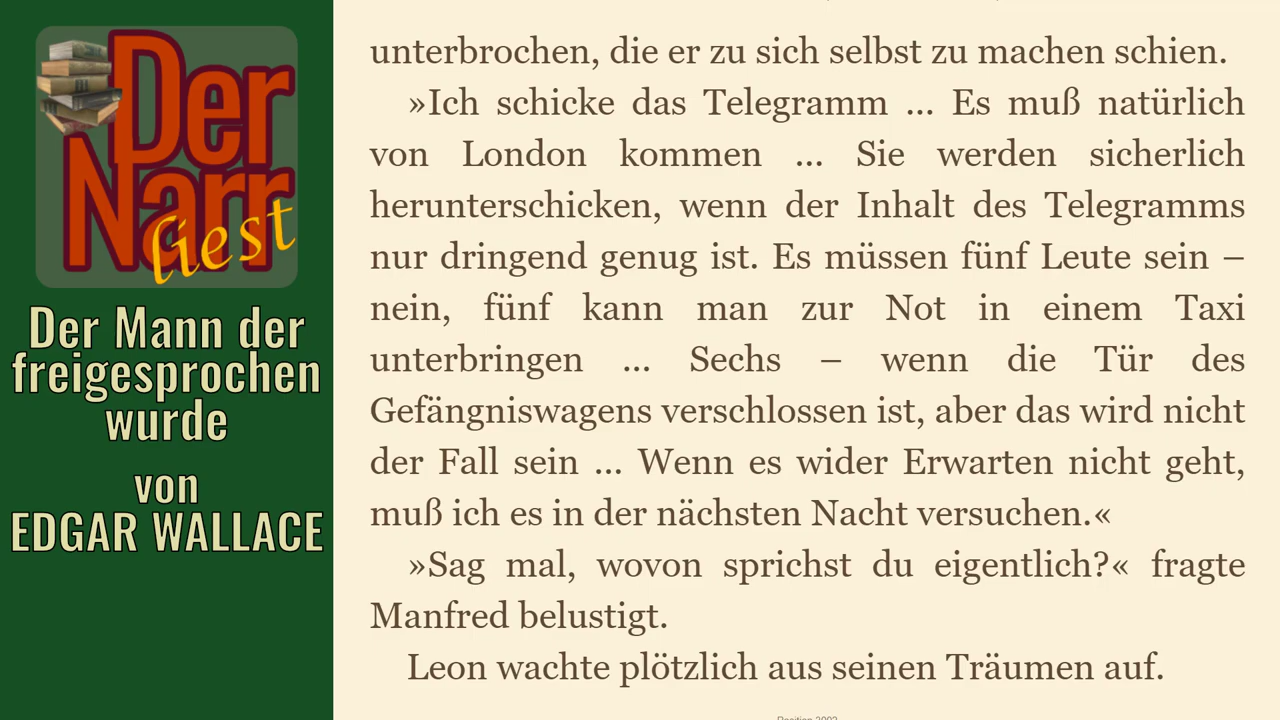 Der
Narr
liest
Der Mann der
freigesprochen
wurde
von
EDGAR WALLACE
unterbrochen, die er zu sich selbst zu machen schien.
»Ich schicke das Telegramm ... Es muß natürlich
von London kommen ... Sie werden sicherlich
herunterschicken, wenn der Inhalt des Telegramms
nur dringend genug ist. Es müssen fünf Leute sein –
nein, fünf kann man zur Not in einem Taxi
unterbringen ... Sechs – wenn die Tür des
Gefängniswagens verschlossen ist, aber das wird nicht
der Fall sein ... Wenn es wider Erwarten nicht geht,
muß ich es in der nächsten Nacht versuchen.«
»Sag mal, wovon sprichst du eigentlich?« fragte
Manfred belustigt.
Leon wachte plötzlich aus seinen Träumen auf.